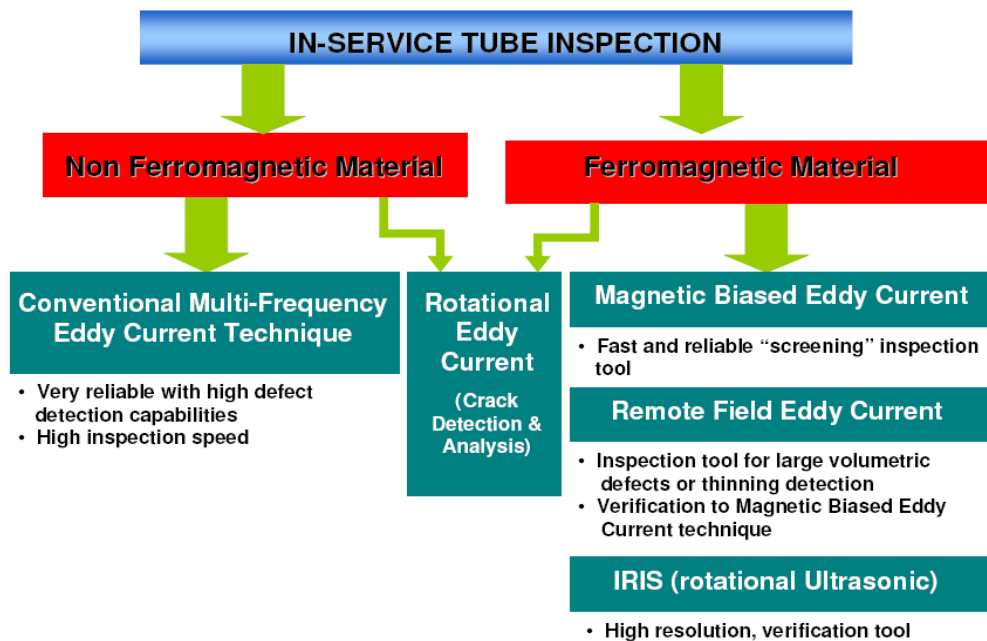 IN-SERVICE TUBE INSPECTION
Non Ferromagnetic Material
Ferromagnetic Material
Conventional Multi-Frequency
Eddy Current Technique
• Very reliable with high defect
detection capabilities
• High inspection speed
Rotational
Eddy
Current
(Crack
Detection &
Analysis)
Magnetic Biased Eddy Current
• Fast and reliable “screening” inspection
tool
Remote Field Eddy Current
• Inspection tool for large volumetric
defects or thinning detection
• Verification to Magnetic Biased Eddy
Current technique
IRIS (rotational Ultrasonic)
• High resolution, verification tool